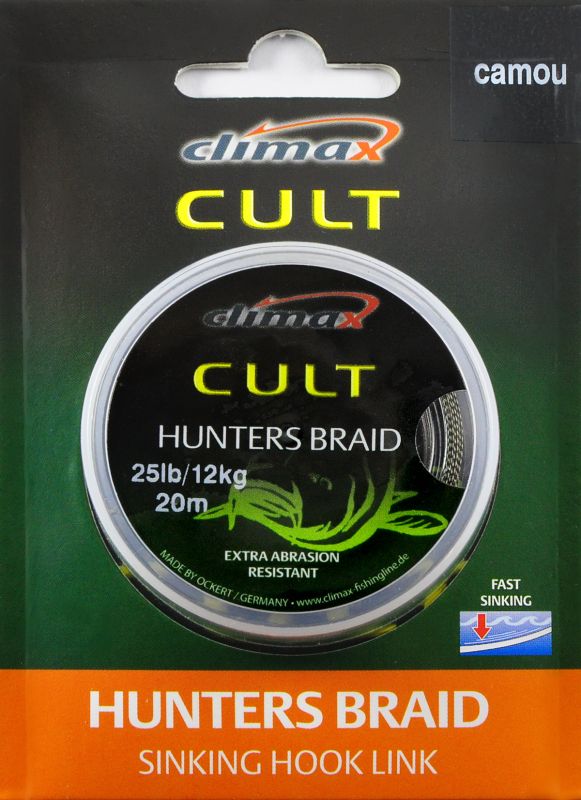 camou
climax
CULT
climax
CULT
HUNTERS BRAID
25lb/12kg
20m
EXTRA ABRASION
RESISTANT
MADE BY OCKERT / GERMANY • www.climax-fishingline.de
FAST
SINKING
HUNTERS BRAID
SINKING HOOK LINK